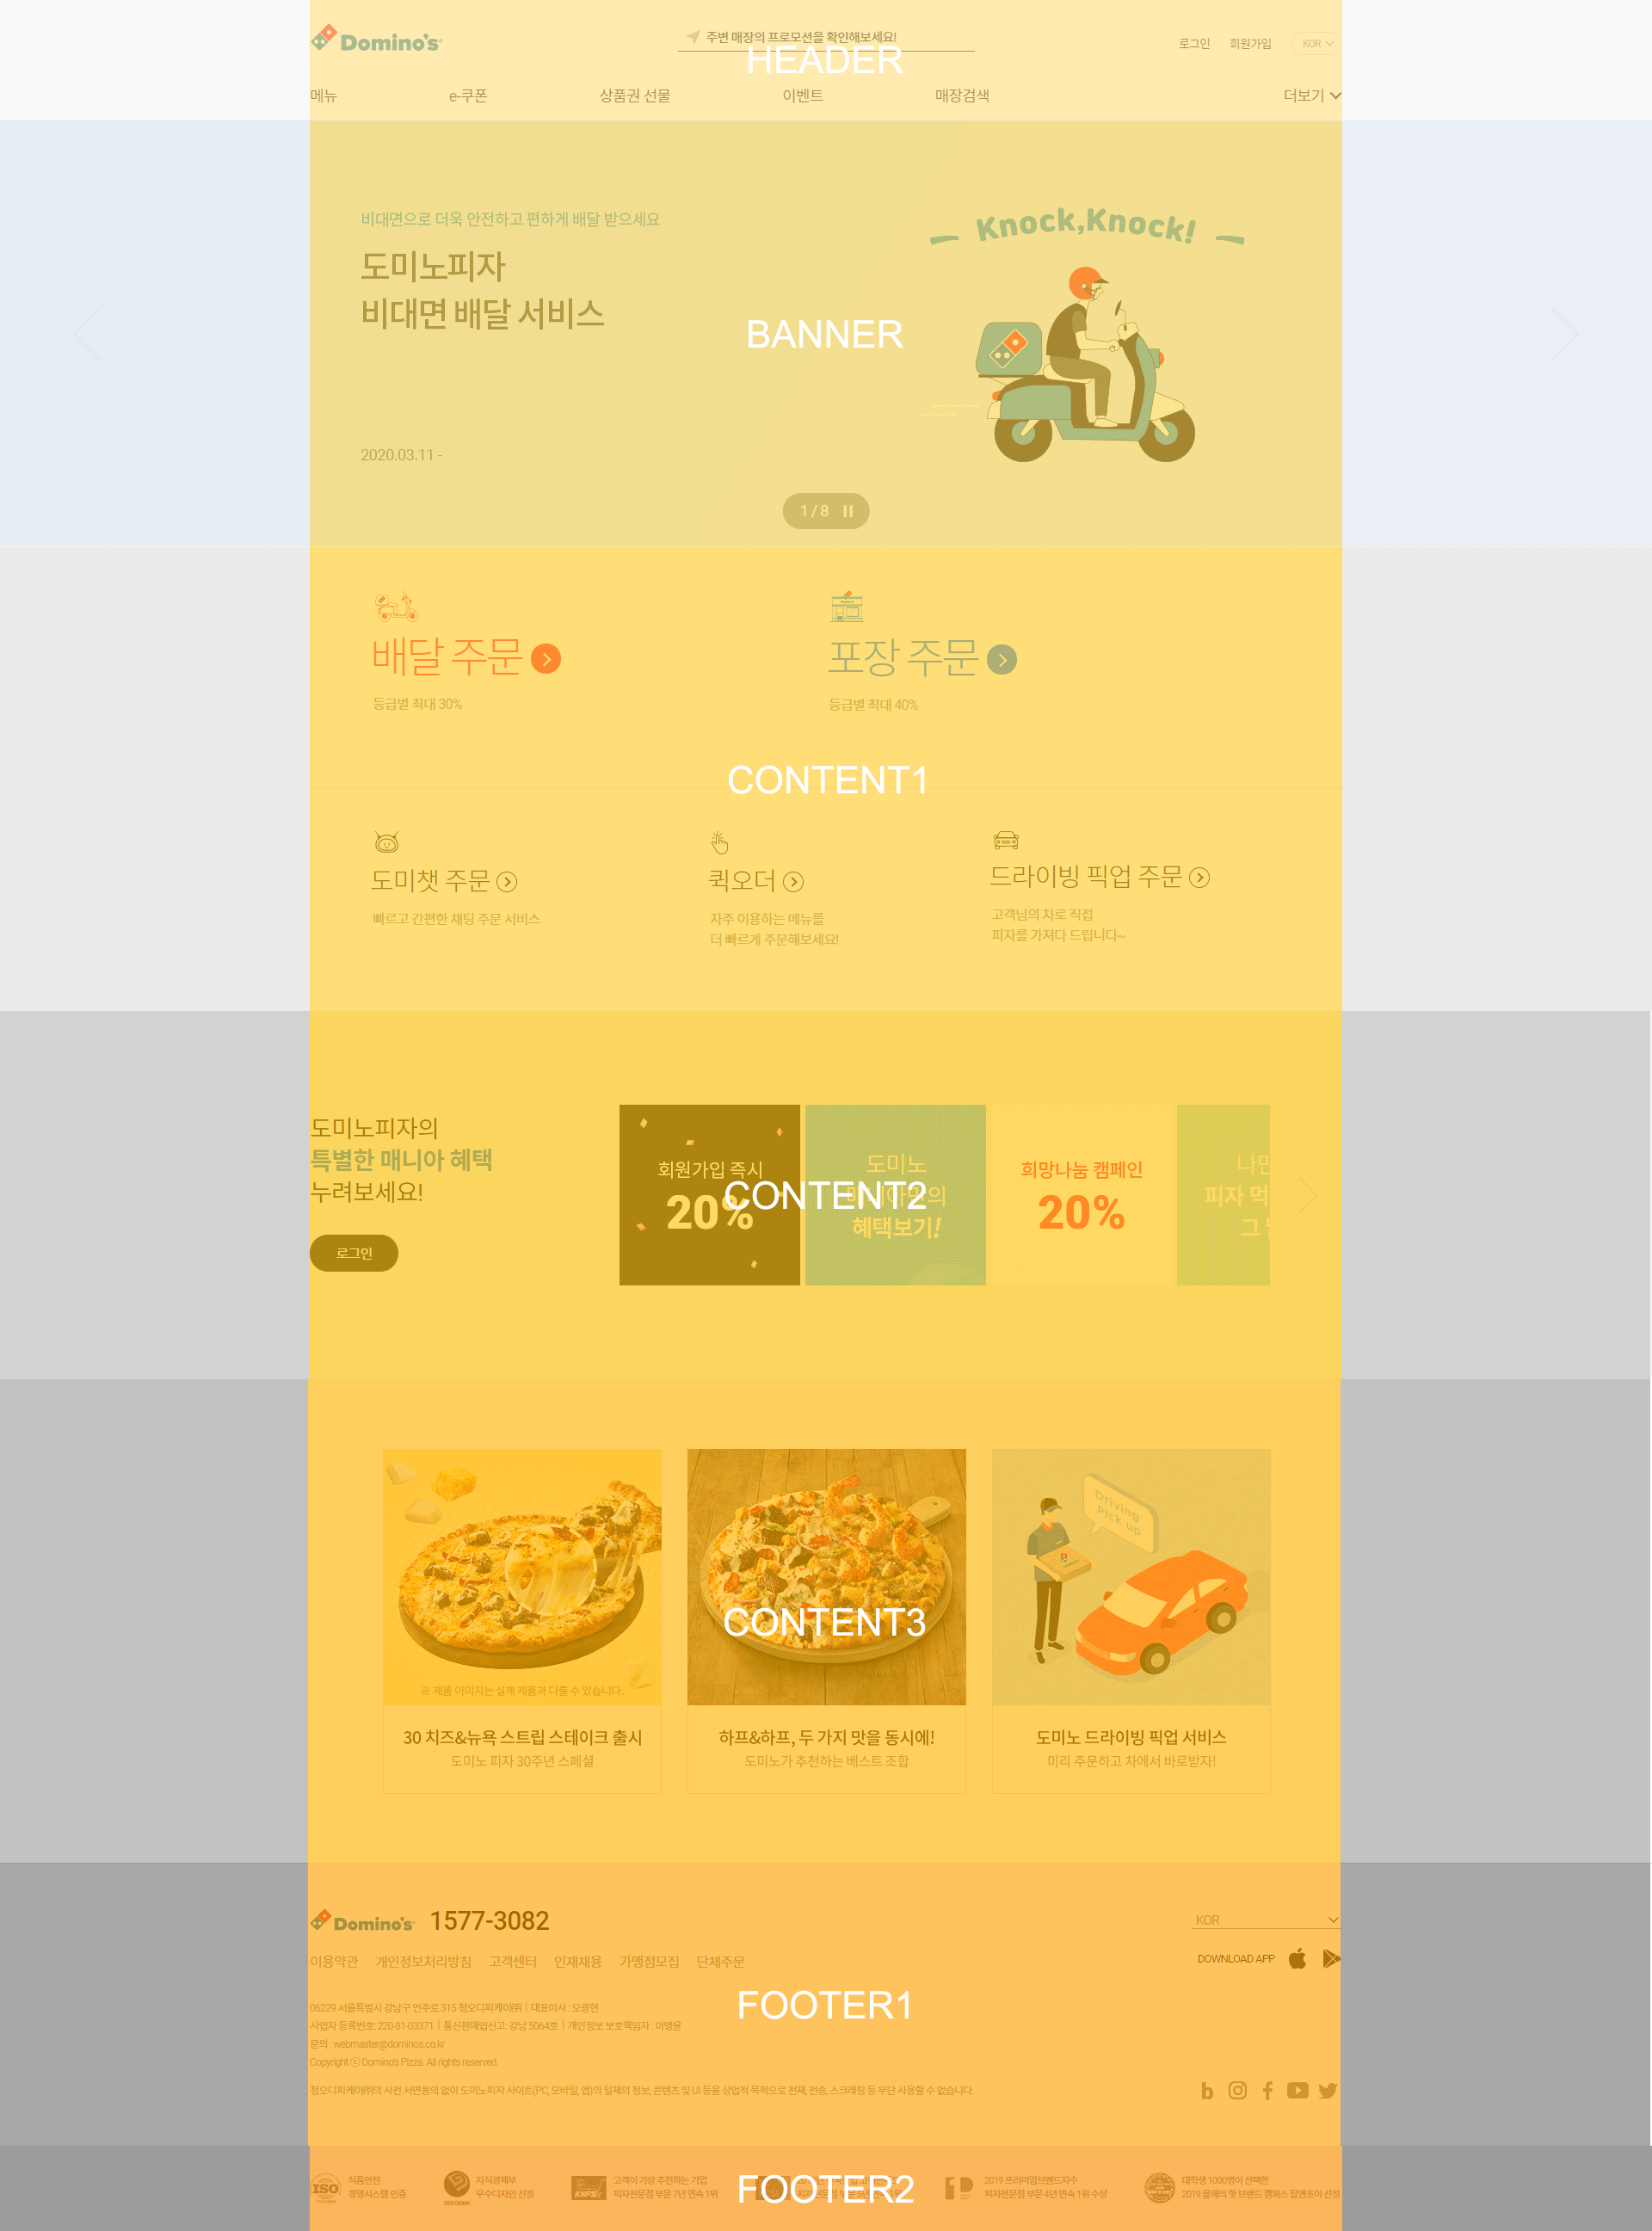 Domino's
주변 매장의 프로모션을 확인해보세요!
로그인 회원가입 KOR
HEADER
메뉴 e-쿠폰 상품권 선물 이벤트 매장검색 더보기
비대면으로 더욱 안전하고 편하게 배달 받으세요
도미노피자
비대면 배달 서비스
Knock,Knock!
BANNER
2020.03.11 -
1 / 8
배달 주문
등급별 최대 30%
포장 주문
등급별 최대 40%
CONTENT1
도미챗 주문
빠르고 간편한 채팅 주문 서비스
퀵오더
자주 이용하는 메뉴를
더 빠르게 주문해보세요!
드라이빙 픽업 주문
고객님의 차로 직접
피자를 가져다 드립니다~
도미노피자의
특별한 매니아 혜택
누려보세요!
로그인
회원가입 즉시
20%
도미노
혜택보기!
희망나눔 캠페인
20%
피자 먹
CONTENT2
Driving
Pick up
※ 제품 이미지는 실제 제품과 다를 수 있습니다.
CONTENT3
30 치즈&뉴욕 스트립 스테이크 출시
도미노 피자 30주년 스페셜
하프&하프, 두 가지 맛을 동시에!
도미노가 추천하는 베스트 조합
도미노 드라이빙 픽업 서비스
미리 주문하고 차에서 바로받자!
Domino's 1577-3082
KOR
이용약관 개인정보처리방침 고객센터 인재채용 가맹점모집 단체주문
DOWNLOAD APP
FOOTER1
06229 서울특별시 강남구 언주로 315 청오디피케이㈜ | 대표이사 : 오광현
사업자 등록번호: 220-81-03371 | 통신판매업신고: 강남 5064호 | 개인정보 보호책임자 : 이명윤
문의 : webmaster@dominos.co.kr
Copyright ⓒ Domino's Pizza. All rights reserved.
청오디피케이㈜의 사전 서면동의 없이 도미노피자 사이트(PC, 모바일, 앱)의 일체의 정보, 콘텐츠 및 UI 등을 상업적 목적으로 전재, 전송, 스크래핑 등 무단 사용할 수 없습니다.
ISO
식품안전
경영시스템 인증
지식경제부
우수디자인 선정
고객이 가장 추천하는 기업
피자전문점 부문 7년 연속 1위
FOOTER2
2019 프리미엄브랜드지수
피자전문점 부문 4년 연속 1위 수상
대학생 1000명이 선택한
2019 올해의 핫 브랜드 캠퍼스 잡앤조이 선정